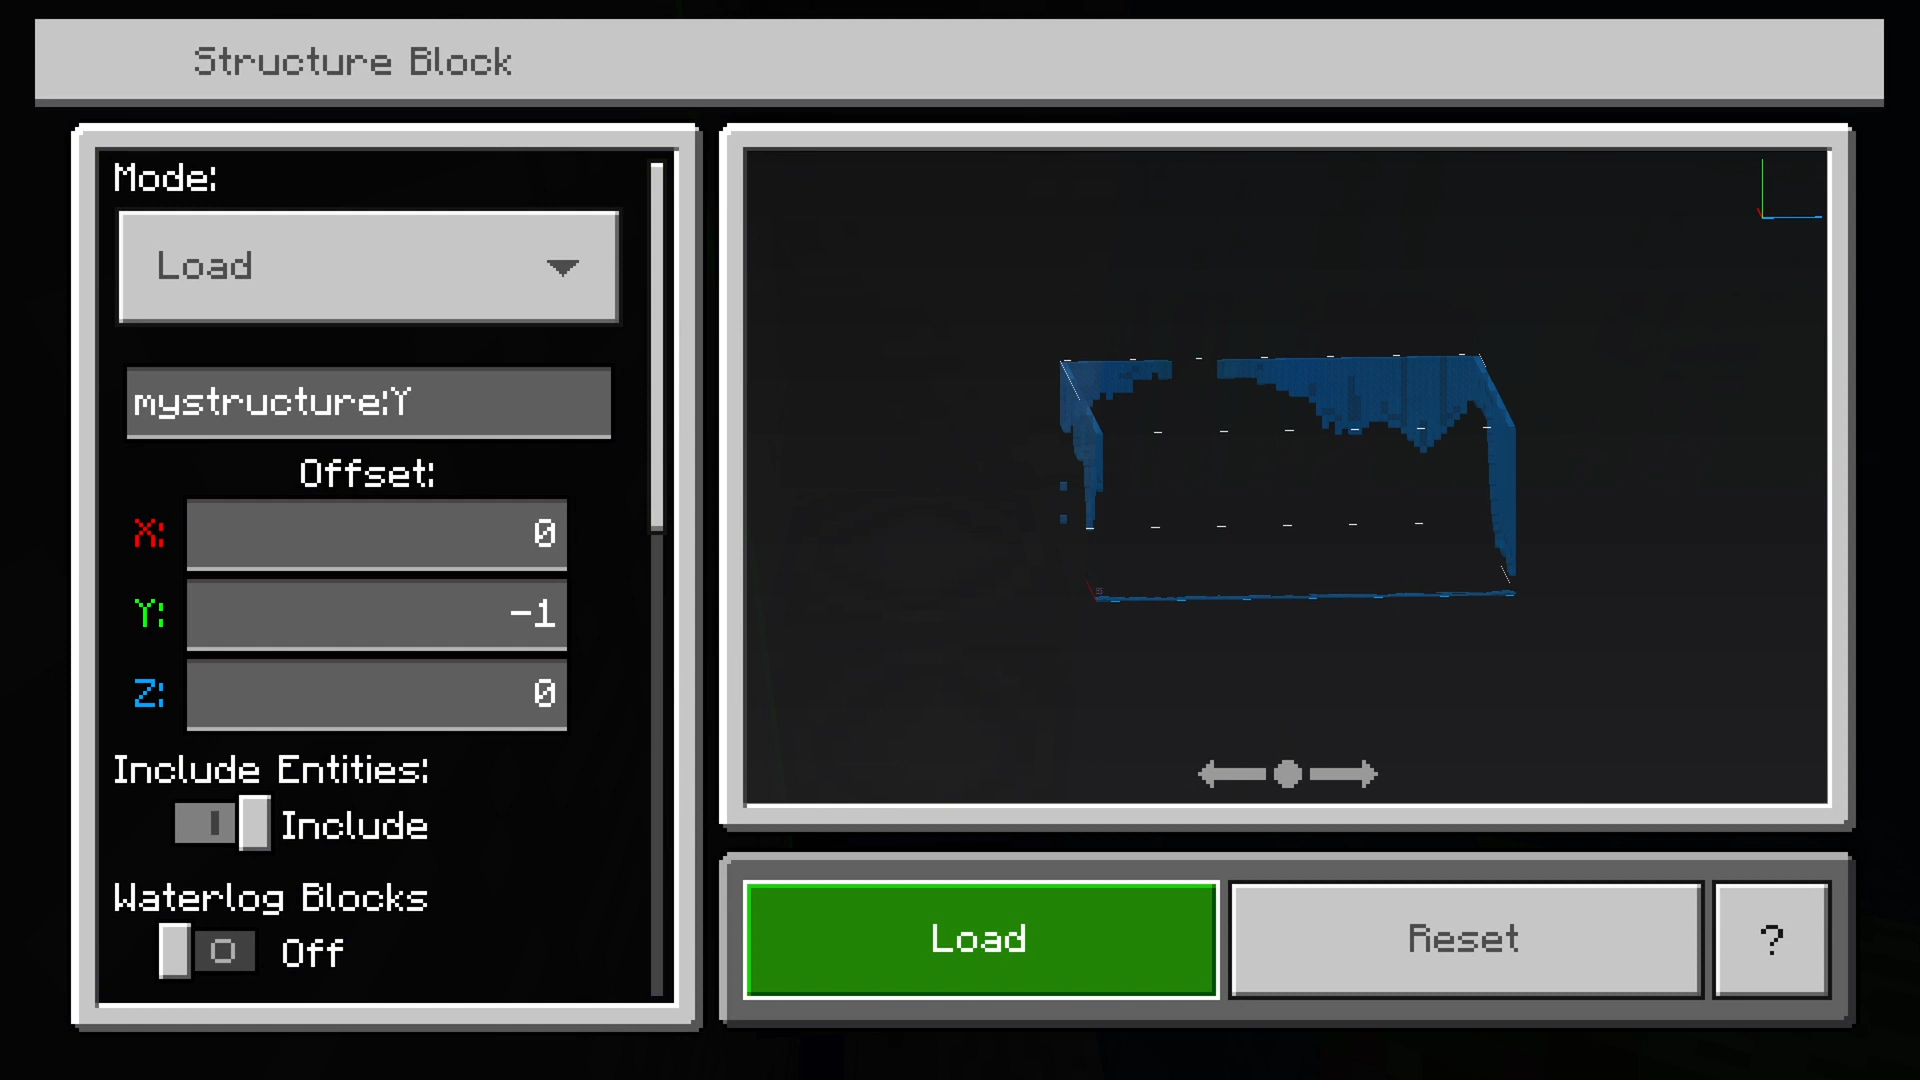 Structure Block
Mode:
Load
mystructure:Y
Offset:
X:
0
Y:
-1
Z:
0
Include Entities:
Include
Waterlog Blocks
Off
Load
Reset
?